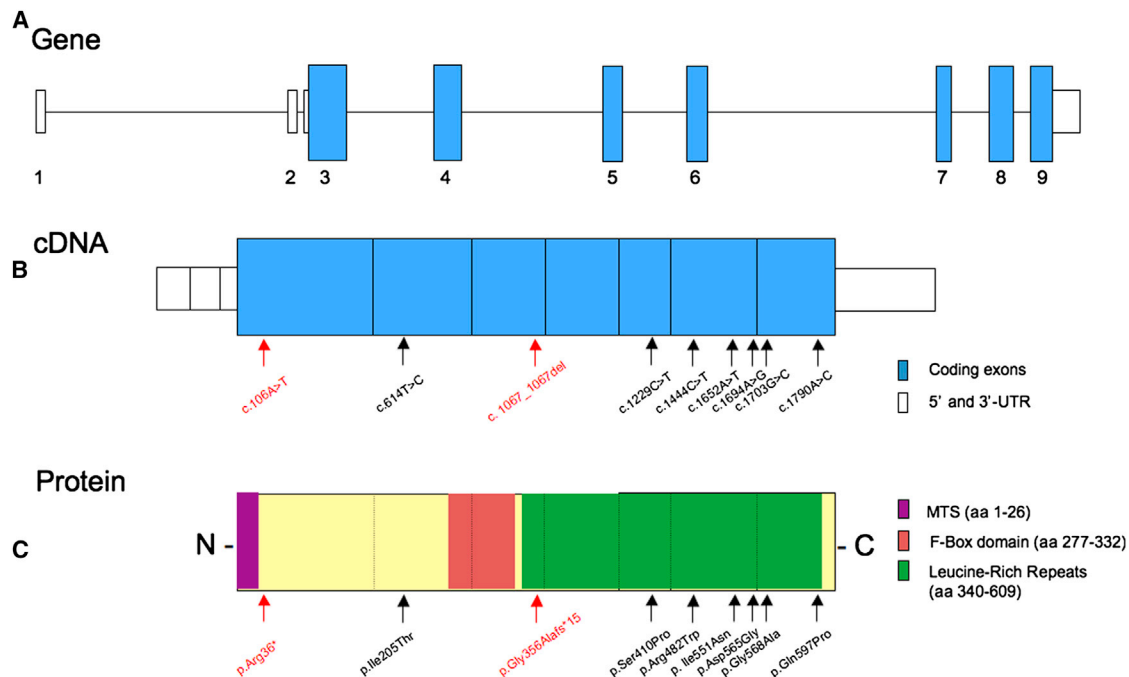 A
Gene
1 2 3 4 5 6 7 8 9
cDNA
B
c.106A>T
c.614T>C
c. 1067_1067del
c.1229C>T
c.1444C>T
c.1652A>T
c.1694A>G
c.1703G>C
c.1790A>C
Coding exons
5' and 3'-UTR
Protein
C
N -
- C
MTS (aa 1-26)
F-Box domain (aa 277-332)
Leucine-Rich Repeats
(aa 340-609)
p.Arg36*
p.Ile205Thr
p.Gly356Alafs*15
p.Ser410Pro
p.Arg482Trp
p. Ile551Asn
p.Asp565Gly
p.Gly568Ala
p.Gln597Pro